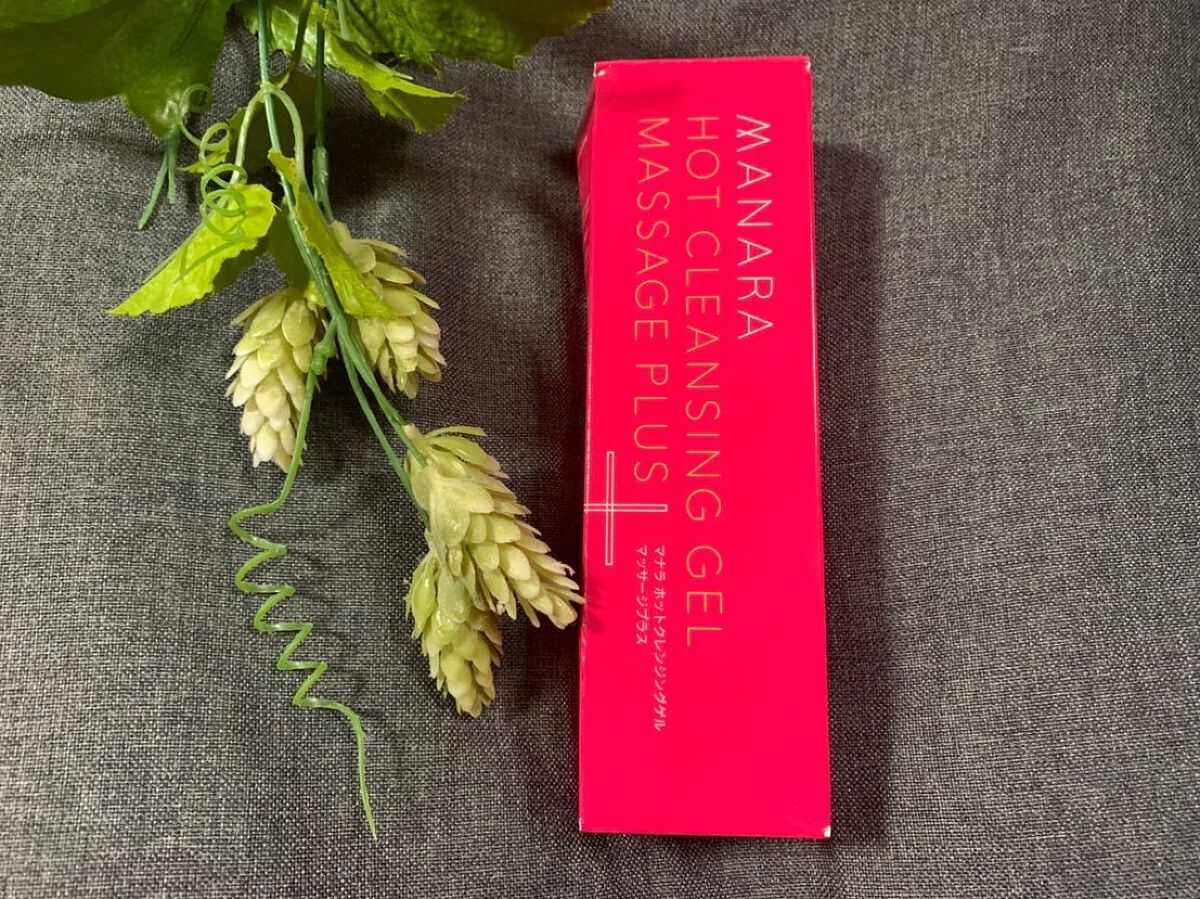 MANARA
HOT CLEANSING GEL
MASSAGE PLUS
マナラ ホットクレンジングゲル
マッサージプラス